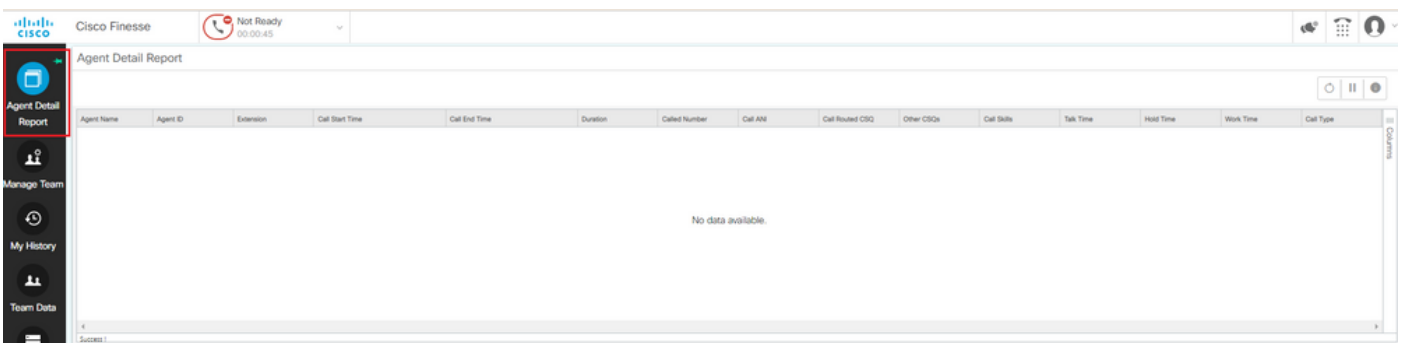 CISCO
Cisco Finesse
Not Ready
00:00:45
Agent Detail Report
Agent Detail
Report
Manage Team
My History
Team Data
Agent Name Agent ID Extension Call Start Time Call End Time Duration Called Number Call ANI Call Routed CSQ Other CSQs Call Skills Talk Time Hold Time Work Time Call Type
Columns
No data available.
Success !